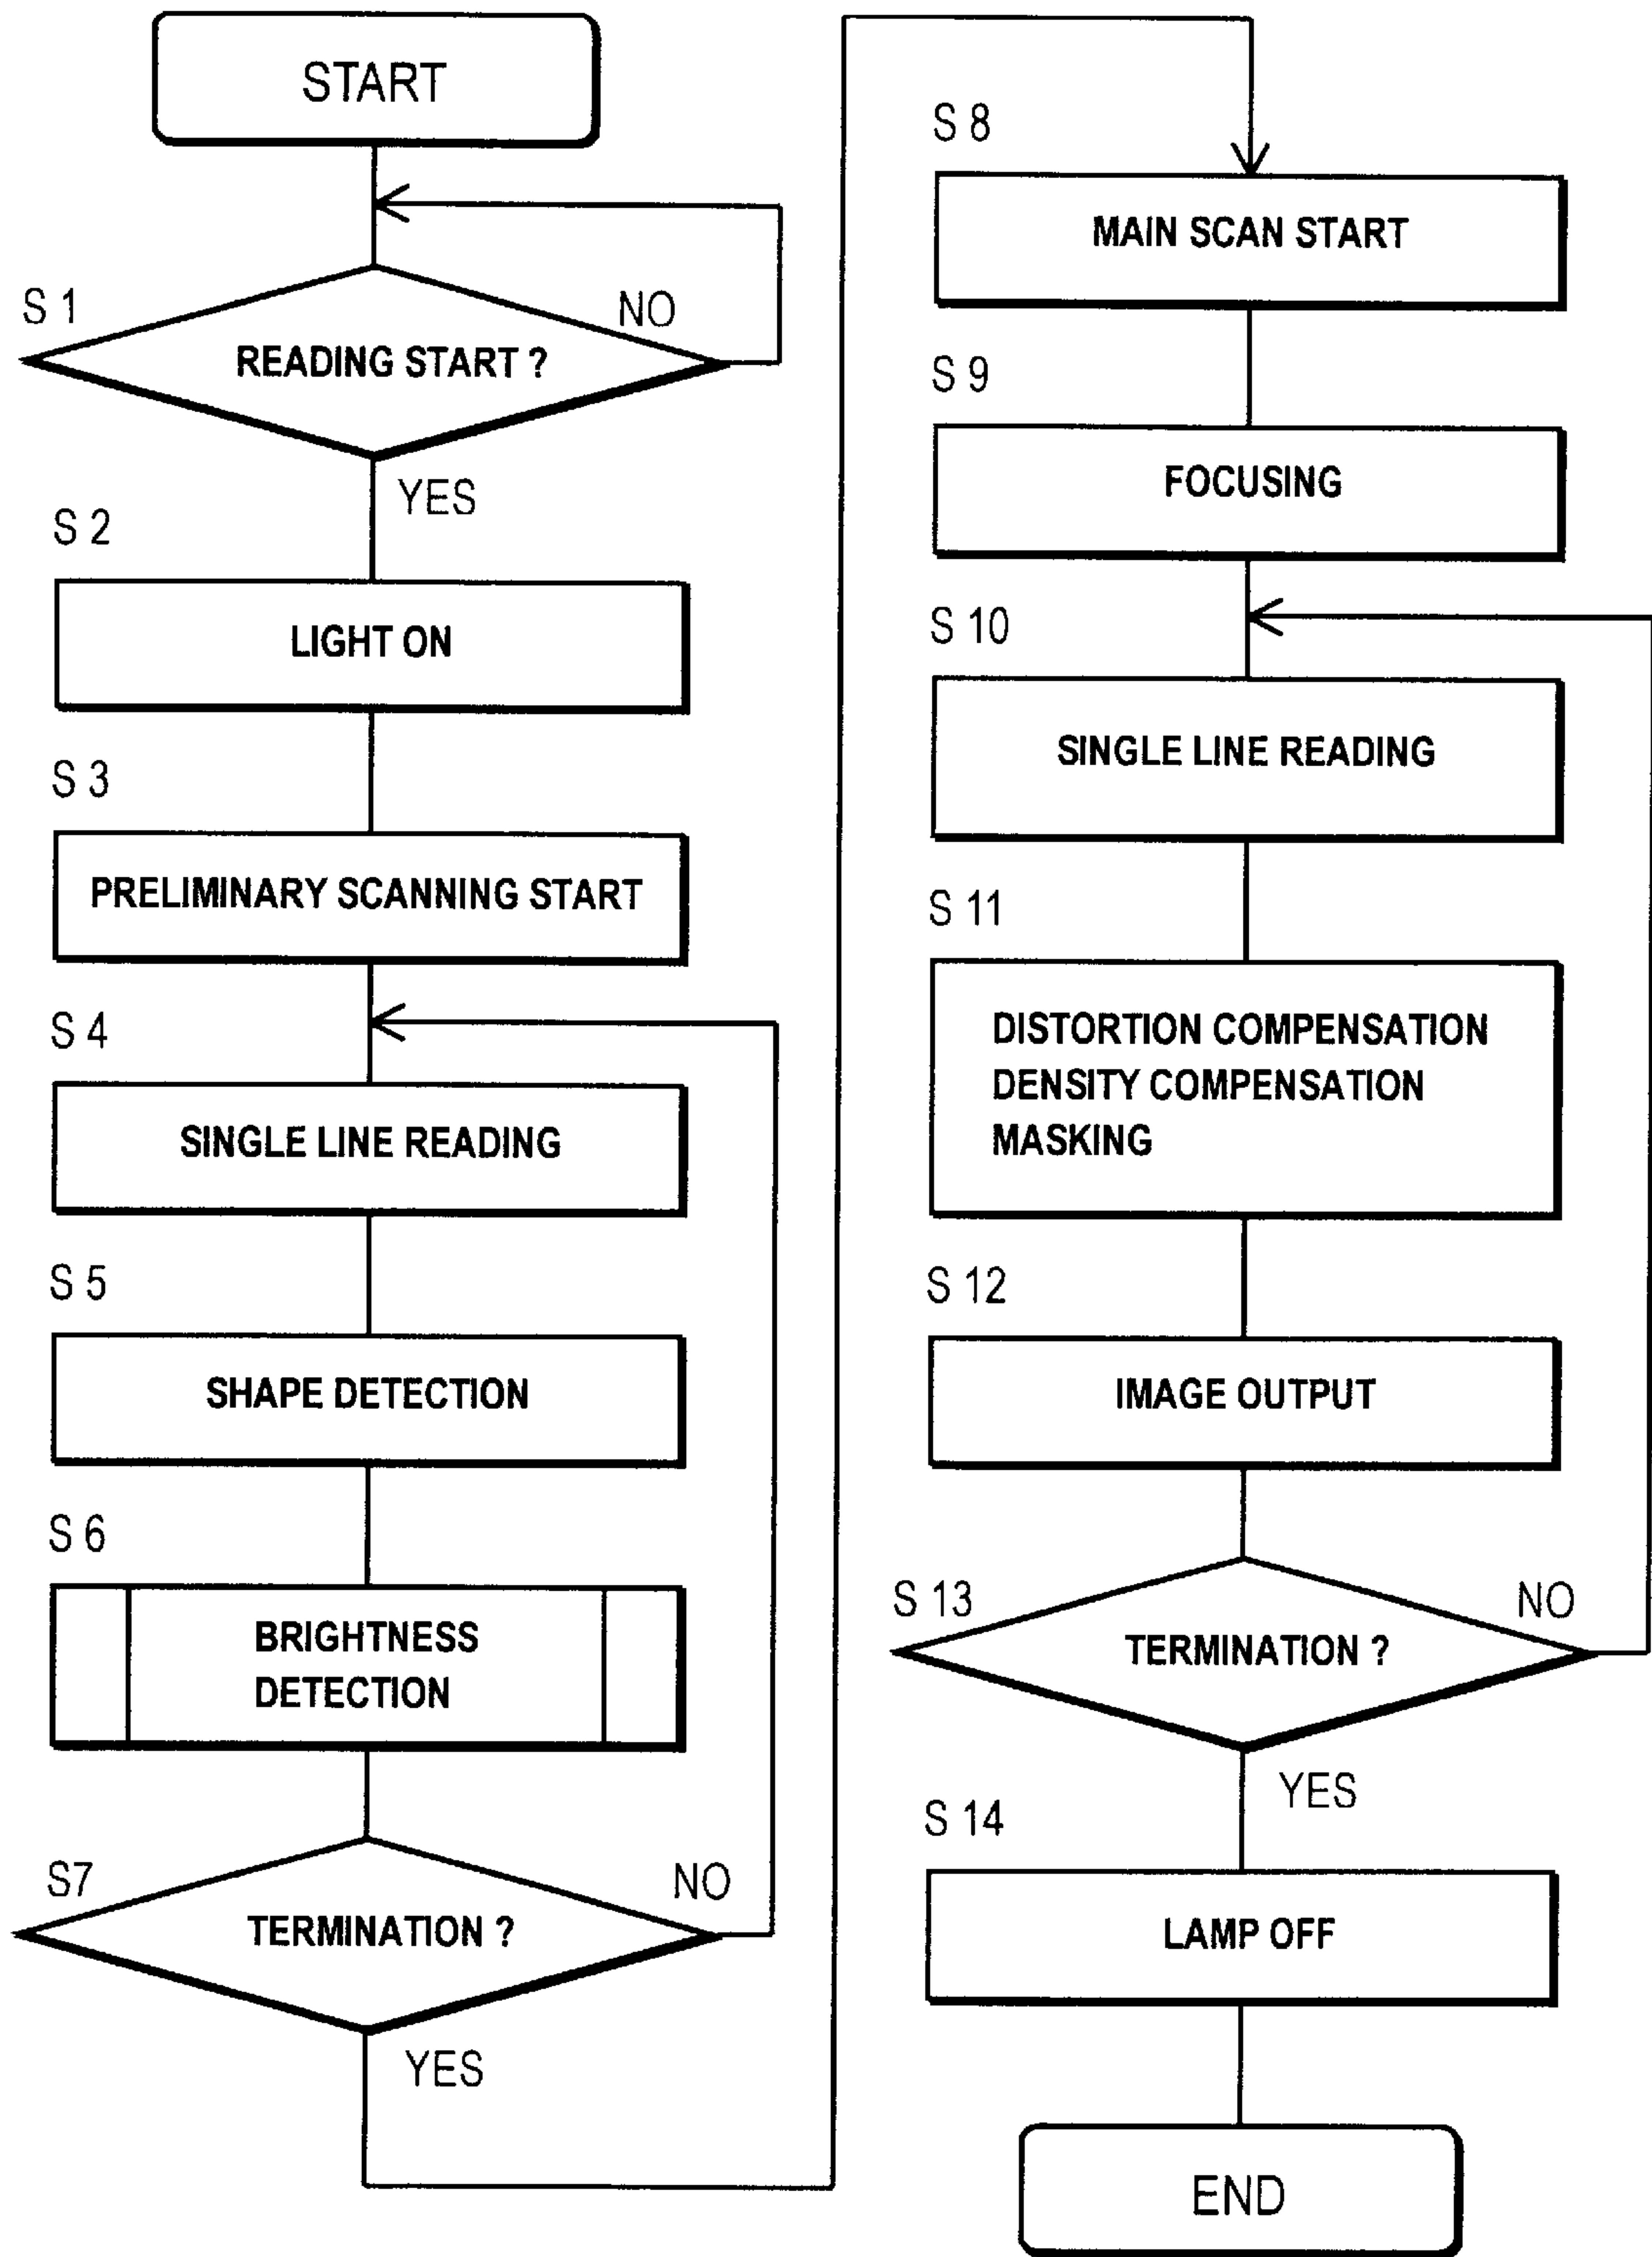 START
S 1
NO
READING START ?
YES
S 2
LIGHT ON
S 3
PRELIMINARY SCANNING START
S 4
SINGLE LINE READING
S 5
SHAPE DETECTION
S 6
BRIGHTNESS
DETECTION
S7
NO
TERMINATION ?
YES
S 8
MAIN SCAN START
S 9
FOCUSING
S 10
SINGLE LINE READING
S 11
DISTORTION COMPENSATION
DENSITY COMPENSATION
MASKING
S 12
IMAGE OUTPUT
S 13
NO
TERMINATION ?
YES
S 14
LAMP OFF
END